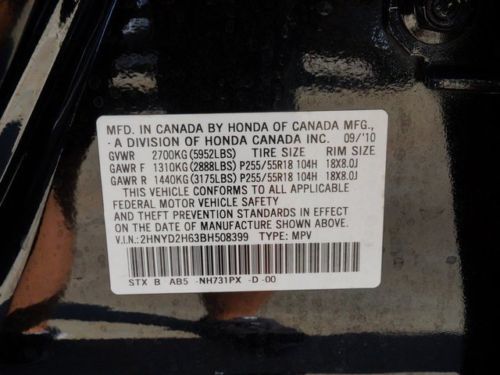 MFD. IN CANADA BY HONDA OF CANADA MFG.,
A DIVISION OF HONDA CANADA INC. 09/'10
GVWR 2700KG(5952LBS) TIRE SIZE RIM SIZE
GAWR F 1310KG(2888LBS) P255/55R18 104H 18X8.0J
GAWR R 1440KG(3175LBS) P255/55R18 104H 18X8.0J
THIS VEHICLE CONFORMS TO ALL APPLICABLE
FEDERAL MOTOR VEHICLE SAFETY
AND THEFT PREVENTION STANDARDS IN EFFECT
ON THE DATE OF MANUFACTURE SHOWN ABOVE.
V.I.N.:2HNYD2H63BH508399 TYPE: MPV
STX B AB5 -NH731PX -D -00